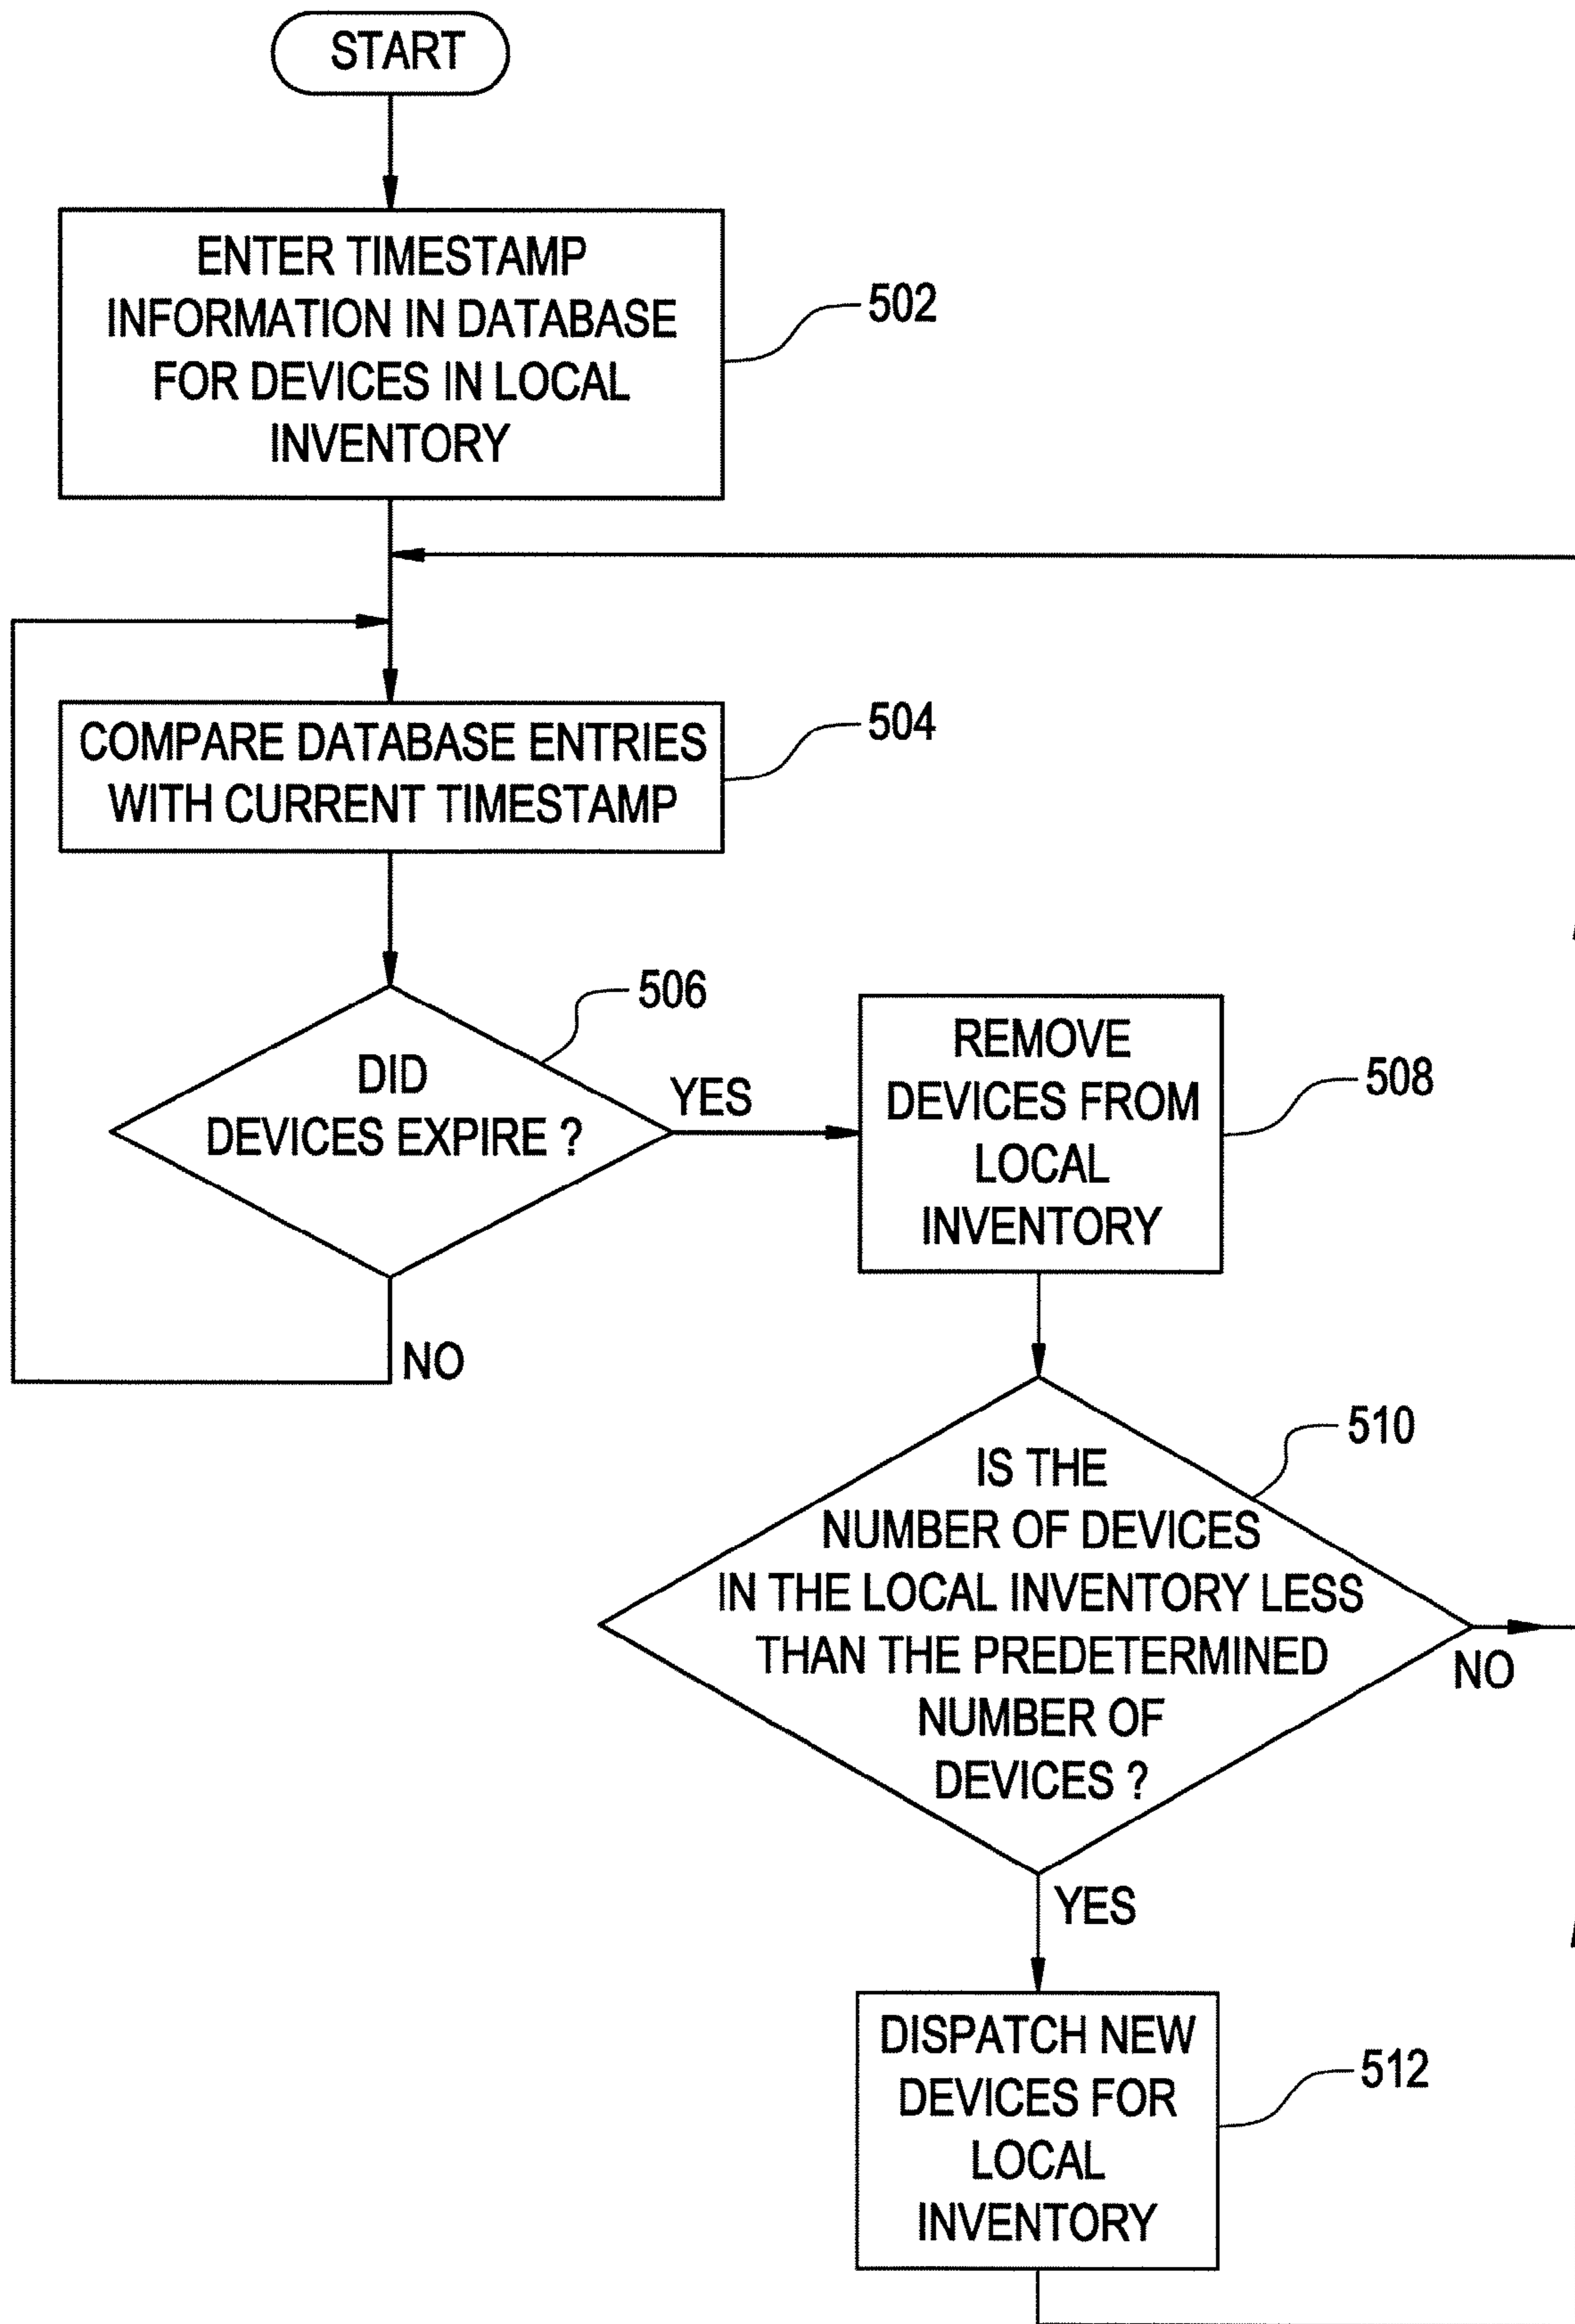 START
ENTER TIMESTAMP
INFORMATION IN DATABASE
FOR DEVICES IN LOCAL
INVENTORY
502
COMPARE DATABASE ENTRIES
WITH CURRENT TIMESTAMP
504
DID
DEVICES EXPIRE ?
506
YES
NO
REMOVE
DEVICES FROM
LOCAL
INVENTORY
508
IS THE
NUMBER OF DEVICES
IN THE LOCAL INVENTORY LESS
THAN THE PREDETERMINED
NUMBER OF
DEVICES ?
510
NO
YES
DISPATCH NEW
DEVICES FOR
LOCAL
INVENTORY
512